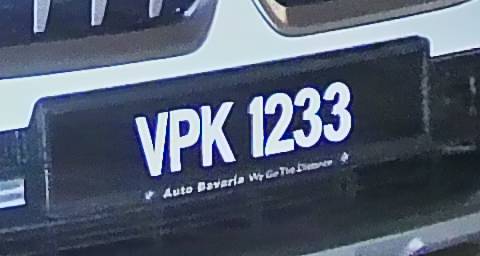 VPK 1233
Auto Bavaria We Go The Distance